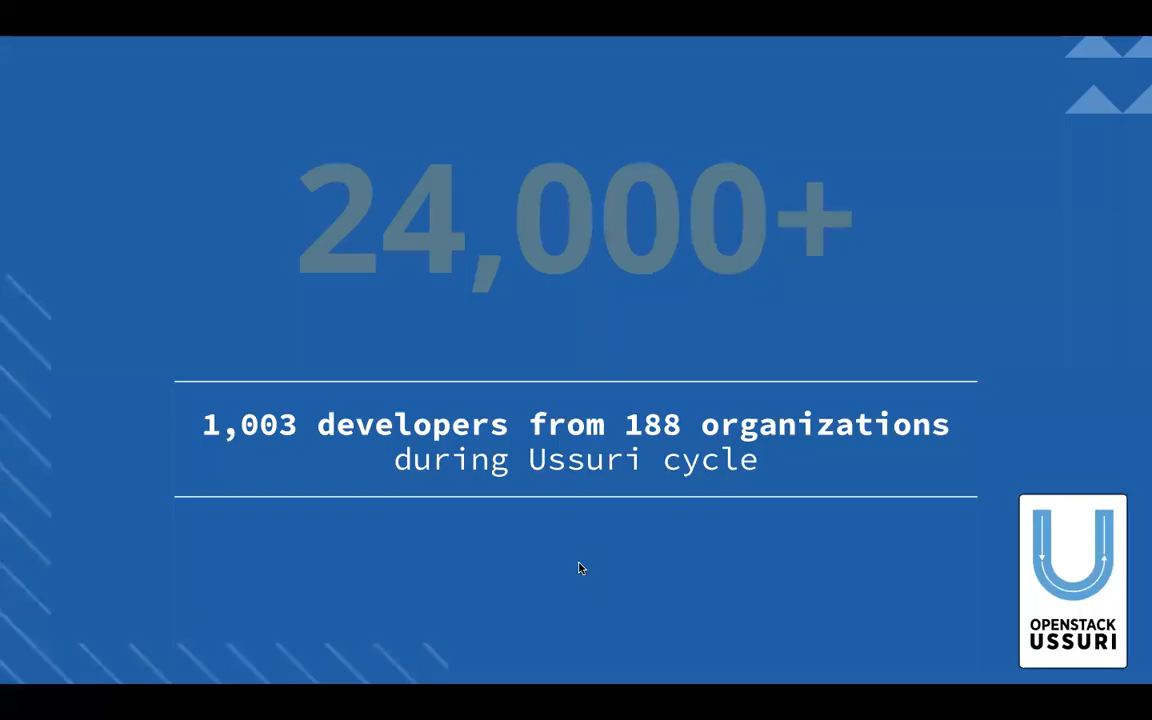 24,000+
1,003 developers from 188 organizations
during Ussuri cycle
OPENSTACK
USSURI